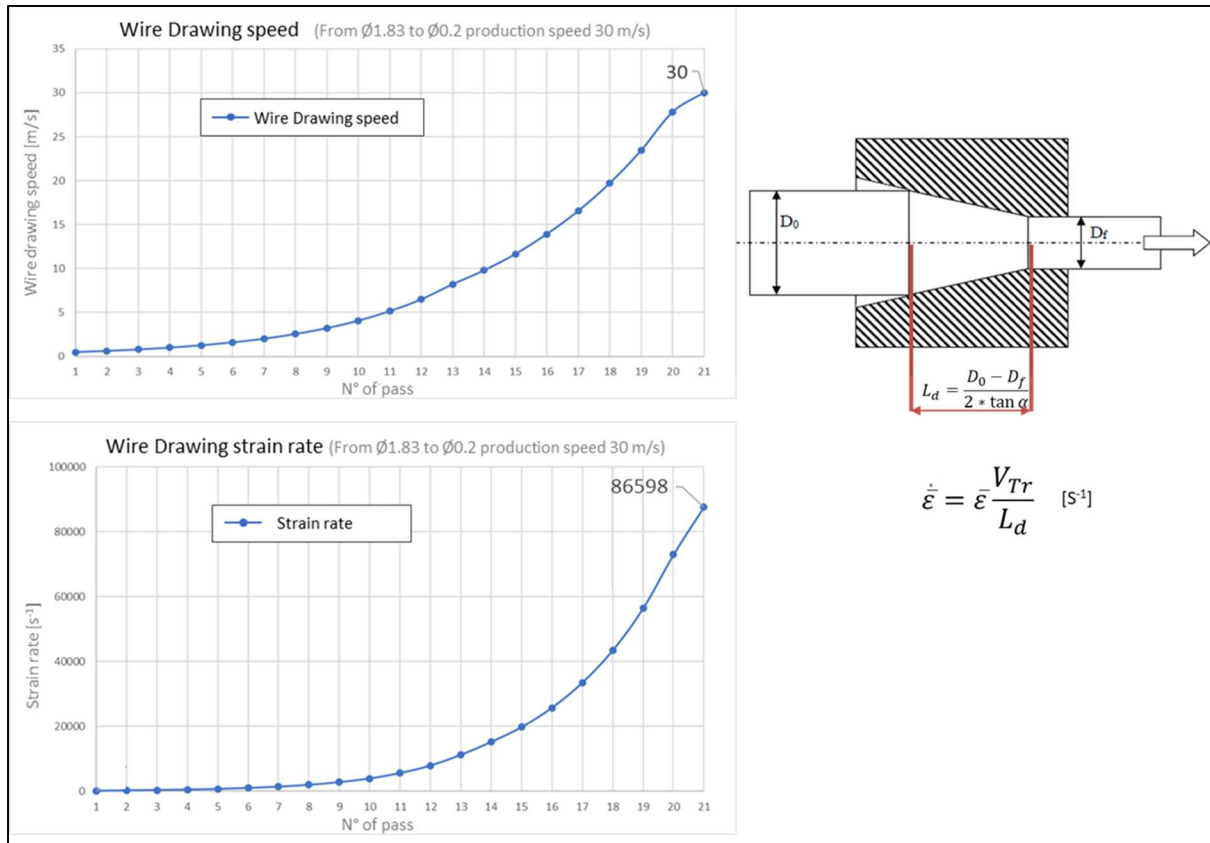 Wire Drawing speed (From Ø1.83 to Ø0.2 production speed 30 m/s)
35
30
25
20
15
10
5
0
Wire drawing speed [m/s]
Wire Drawing speed
30
1 2 3 4 5 6 7 8 9 10 11 12 13 14 15 16 17 18 19 20 21
N° of pass
Wire Drawing strain rate (From Ø1.83 to Ø0.2 production speed 30 m/s)
100000
80000
60000
40000
20000
0
Strain rate [s⁻¹]
Strain rate
86598
1 2 3 4 5 6 7 8 9 10 11 12 13 14 15 16 17 18 19 20 21
N° of pass
D₀
D_f
L_d = (D₀ − D_f) / (2 * tan α)
ε̄̇ = ε̄ V_Tr / L_d [S⁻¹]